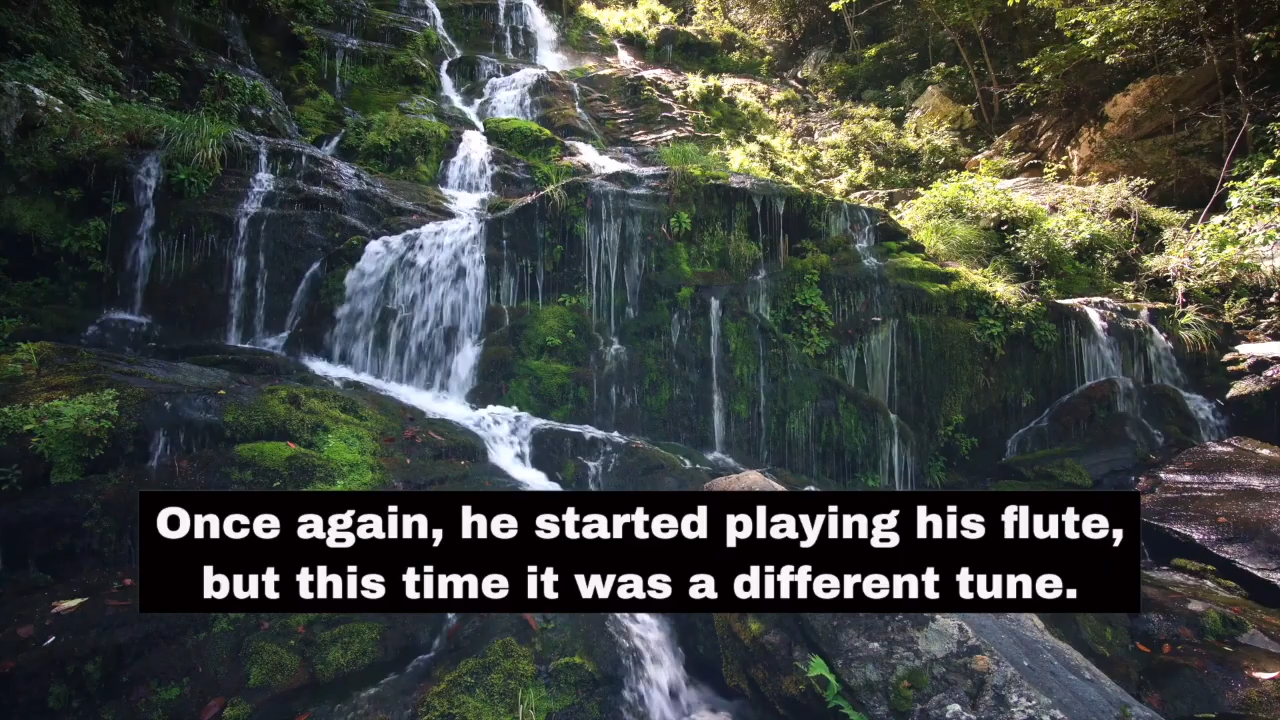 Once again, he started playing his flute,
but this time it was a different tune.